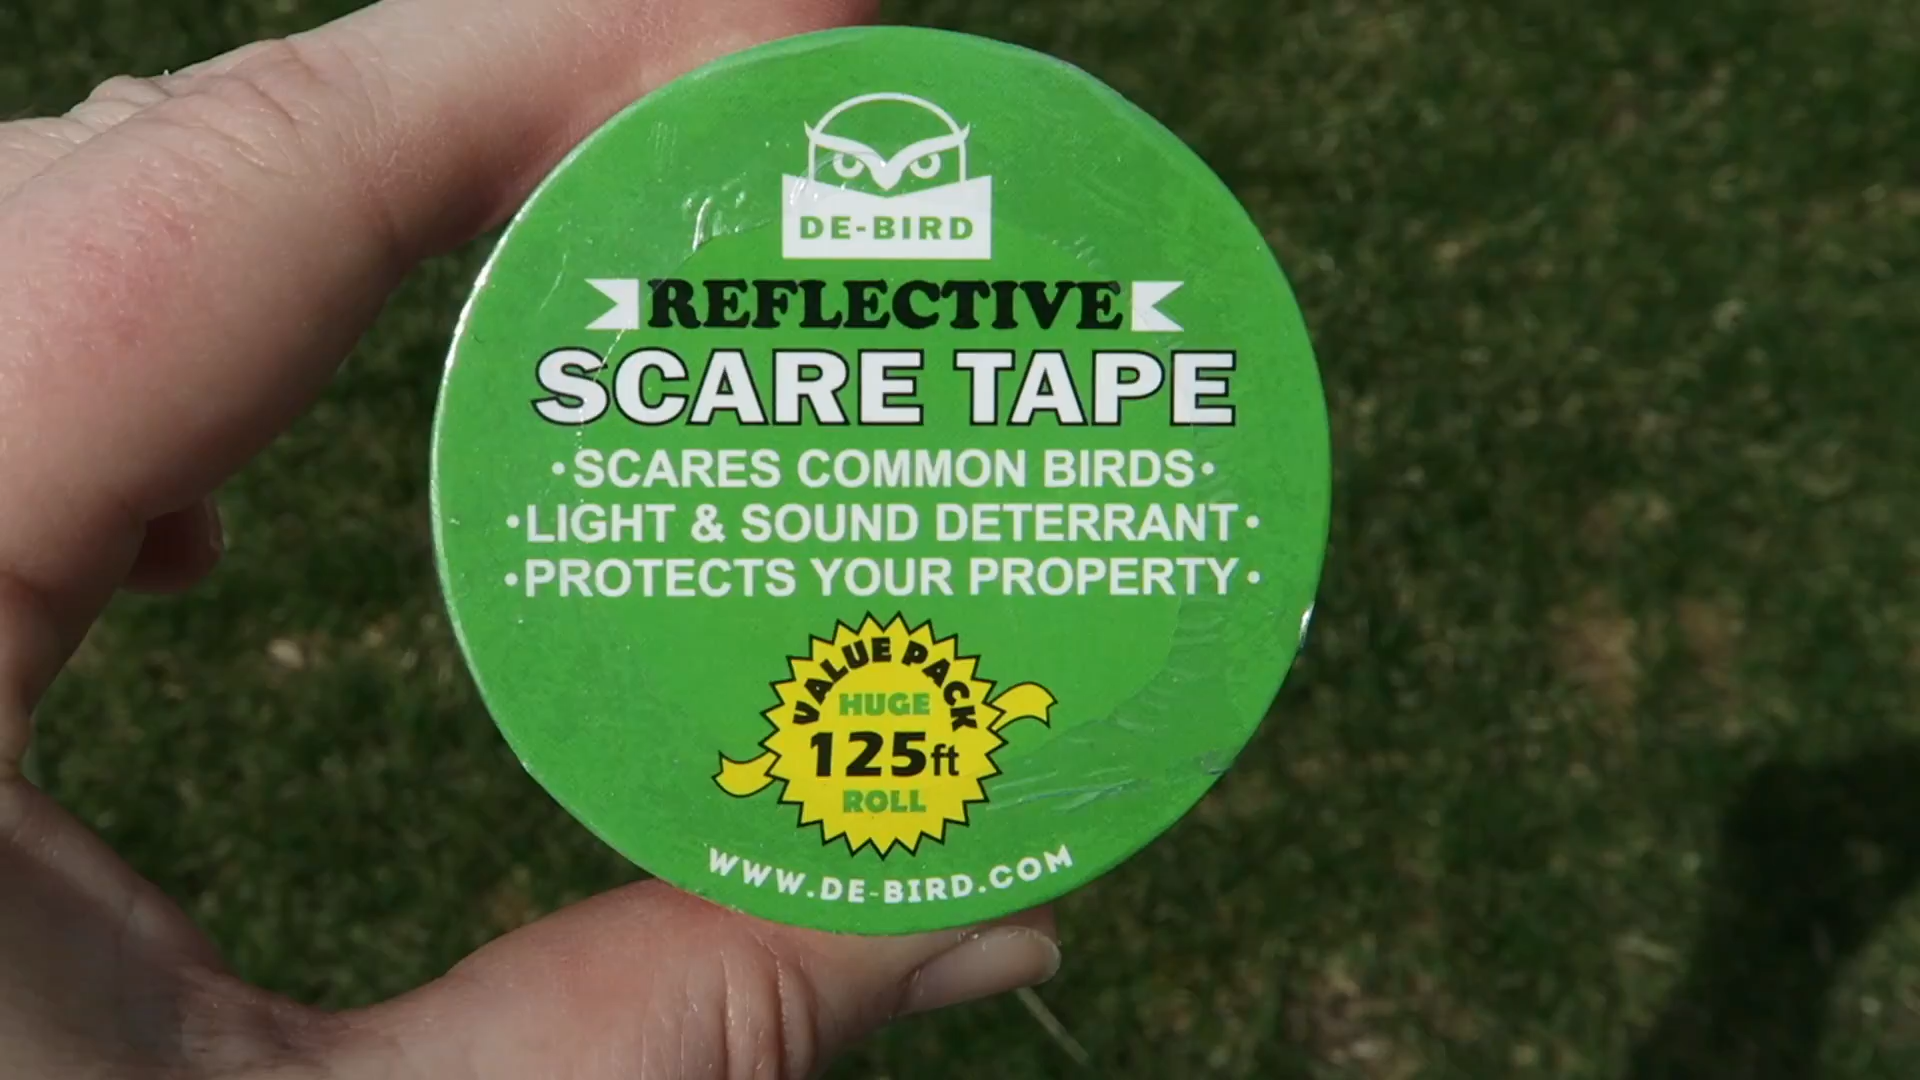 DE-BIRD
REFLECTIVE
SCARE TAPE
•SCARES COMMON BIRDS•
•LIGHT & SOUND DETERRANT•
•PROTECTS YOUR PROPERTY•
VALUE PACK
HUGE
125ft
ROLL
WWW.DE-BIRD.COM